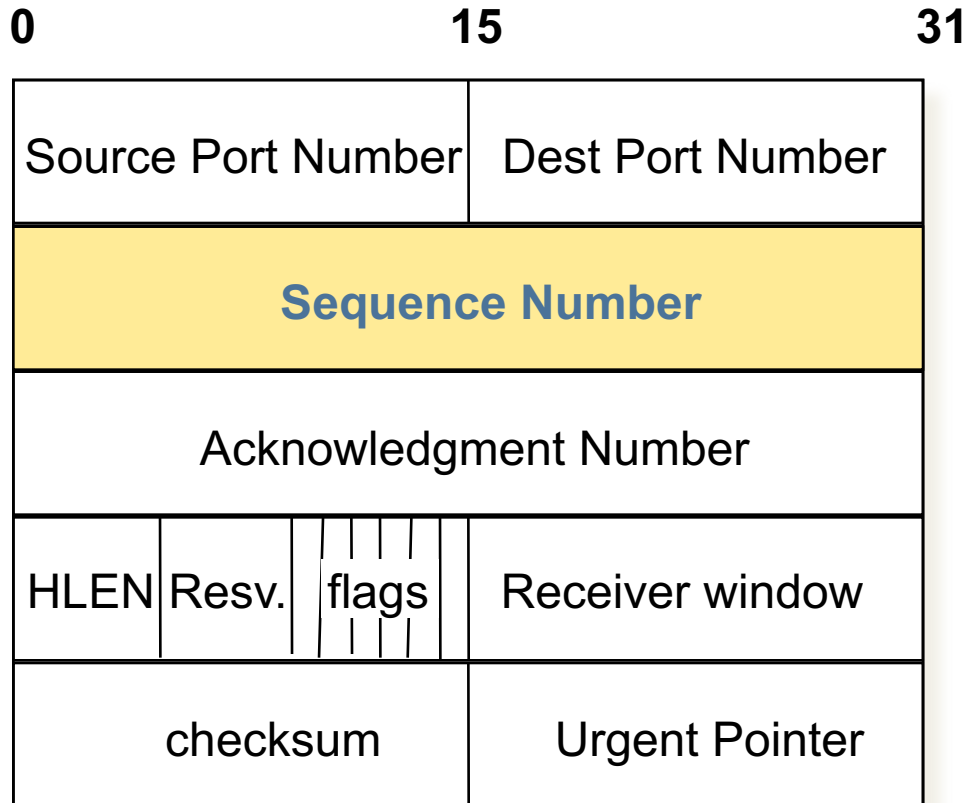 0 15 31
Source Port Number Dest Port Number
Sequence Number
Acknowledgment Number
HLEN Resv. flags Receiver window
checksum Urgent Pointer